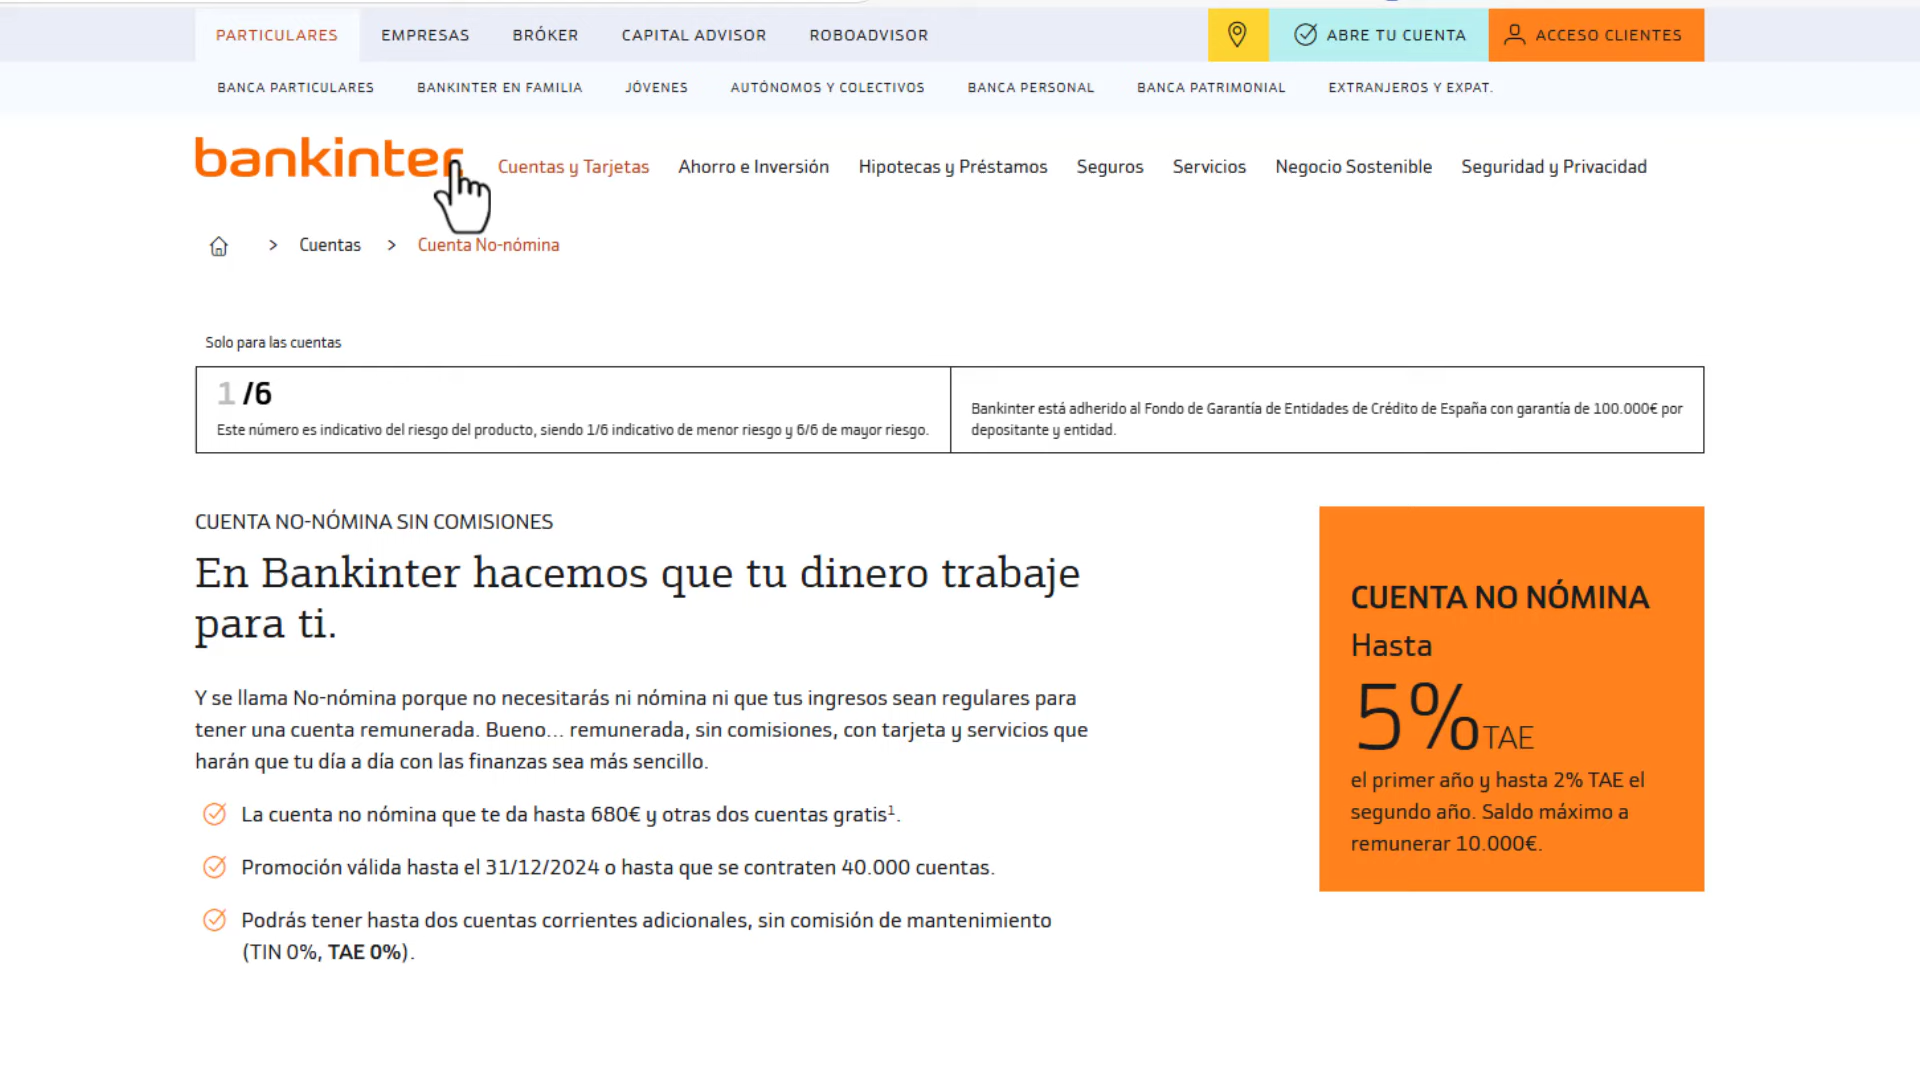 PARTICULARES EMPRESAS BRÓKER CAPITAL ADVISOR ROBOADVISOR ABRE TU CUENTA ACCESO CLIENTES
BANCA PARTICULARES BANKINTER EN FAMILIA JÓVENES AUTÓNOMOS Y COLECTIVOS BANCA PERSONAL BANCA PATRIMONIAL EXTRANJEROS Y EXPAT.
bankinter Cuentas y Tarjetas Ahorro e Inversión Hipotecas y Préstamos Seguros Servicios Negocio Sostenible Seguridad y Privacidad
> Cuentas > Cuenta No-nómina
Solo para las cuentas
1 /6
Este número es indicativo del riesgo del producto, siendo 1/6 indicativo de menor riesgo y 6/6 de mayor riesgo.
Bankinter está adherido al Fondo de Garantía de Entidades de Crédito de España con garantía de 100.000€ por
depositante y entidad.
CUENTA NO-NÓMINA SIN COMISIONES
En Bankinter hacemos que tu dinero trabaje
para ti.
Y se llama No-nómina porque no necesitarás ni nómina ni que tus ingresos sean regulares para
tener una cuenta remunerada. Bueno... remunerada, sin comisiones, con tarjeta y servicios que
harán que tu día a día con las finanzas sea más sencillo.
La cuenta no nómina que te da hasta 680€ y otras dos cuentas gratis¹.
Promoción válida hasta el 31/12/2024 o hasta que se contraten 40.000 cuentas.
Podrás tener hasta dos cuentas corrientes adicionales, sin comisión de mantenimiento
(TIN 0%, TAE 0%).
CUENTA NO NÓMINA
Hasta
5% TAE
el primer año y hasta 2% TAE el
segundo año. Saldo máximo a
remunerar 10.000€.